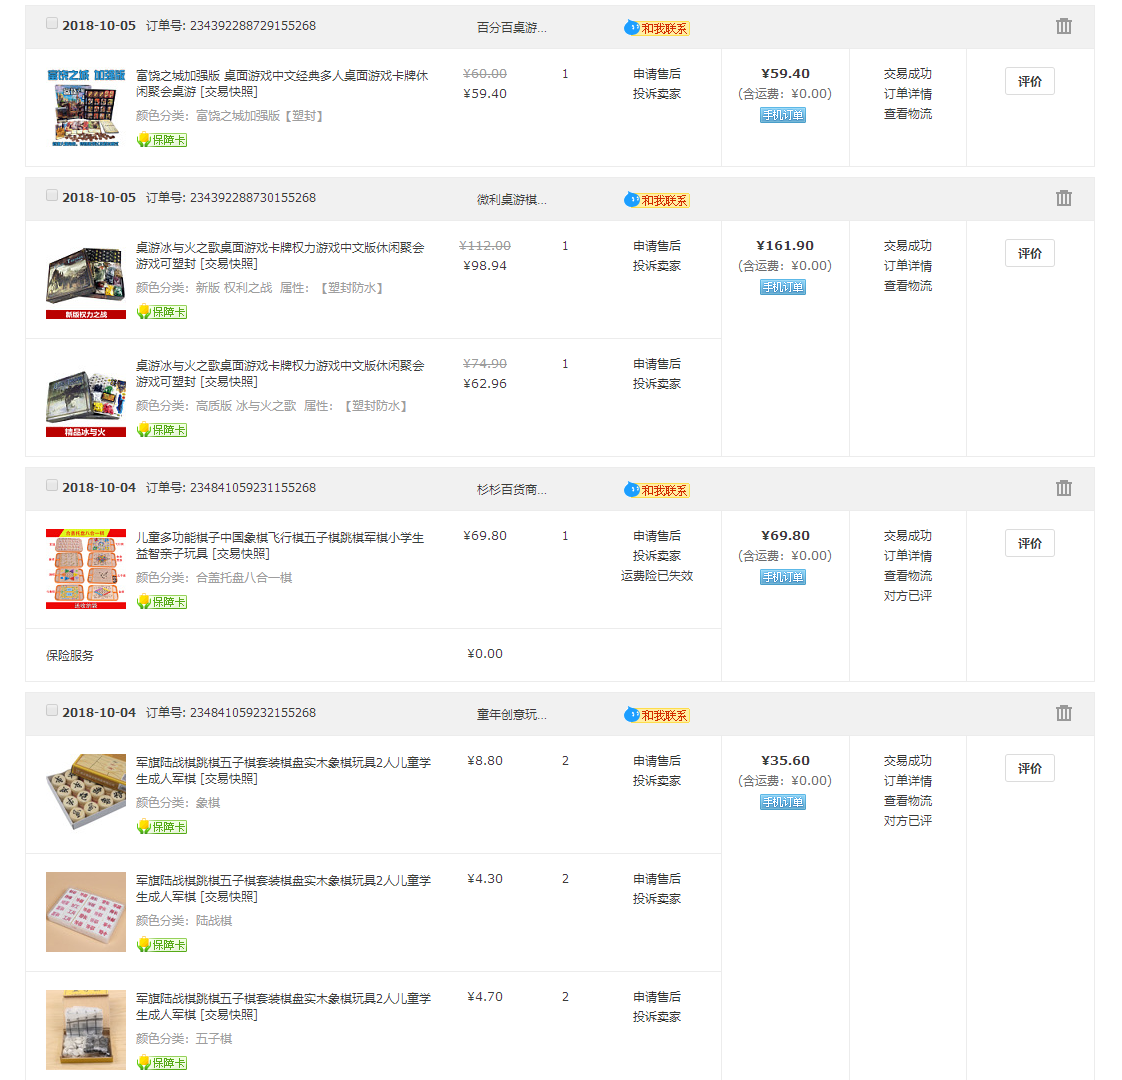 2018-10-05 订单号: 234392288729155268 百分百桌游... 和我联系
富饶之城加强版 桌面游戏中文经典多人桌面游戏卡牌休 ¥60.00 1 申请售后 ¥59.40 交易成功 评价
闲聚会桌游 [交易快照] ¥59.40 投诉卖家 (含运费: ¥0.00) 订单详情
颜色分类: 富饶之城加强版【塑封】 手机订单 查看物流
保障卡
富饶之城 加强版
2018-10-05 订单号: 234392288730155268 微利桌游棋... 和我联系
桌游冰与火之歌桌面游戏卡牌权力游戏中文版休闲聚会 ¥112.00 1 申请售后 ¥161.90 交易成功 评价
游戏可塑封 [交易快照] ¥98.94 投诉卖家 (含运费: ¥0.00) 订单详情
颜色分类: 新版 权利之战 属性: 【塑封防水】 手机订单 查看物流
保障卡
新版权力之战
桌游冰与火之歌桌面游戏卡牌权力游戏中文版休闲聚会 ¥74.90 1 申请售后
游戏可塑封 [交易快照] ¥62.96 投诉卖家
颜色分类: 高质版 冰与火之歌 属性: 【塑封防水】
保障卡
精品冰与火
2018-10-04 订单号: 234841059231155268 杉杉百货商... 和我联系
儿童多功能棋子中国象棋飞行棋五子棋跳棋军棋小学生 ¥69.80 1 申请售后 ¥69.80 交易成功 评价
益智亲子玩具 [交易快照] 投诉卖家 (含运费: ¥0.00) 订单详情
颜色分类: 合盖托盘八合一棋 运费险已失效 手机订单 查看物流
保障卡 对方已评
合盖托盘八合一棋
送收纳袋
保险服务 ¥0.00
2018-10-04 订单号: 234841059232155268 童年创意玩... 和我联系
军旗陆战棋跳棋五子棋套装棋盘实木象棋玩具2人儿童学 ¥8.80 2 申请售后 ¥35.60 交易成功 评价
生成人军棋 [交易快照] 投诉卖家 (含运费: ¥0.00) 订单详情
颜色分类: 象棋 手机订单 查看物流
保障卡 对方已评
军旗陆战棋跳棋五子棋套装棋盘实木象棋玩具2人儿童学 ¥4.30 2 申请售后
生成人军棋 [交易快照] 投诉卖家
颜色分类: 陆战棋
保障卡
军旗陆战棋跳棋五子棋套装棋盘实木象棋玩具2人儿童学 ¥4.70 2 申请售后
生成人军棋 [交易快照] 投诉卖家
颜色分类: 五子棋
保障卡